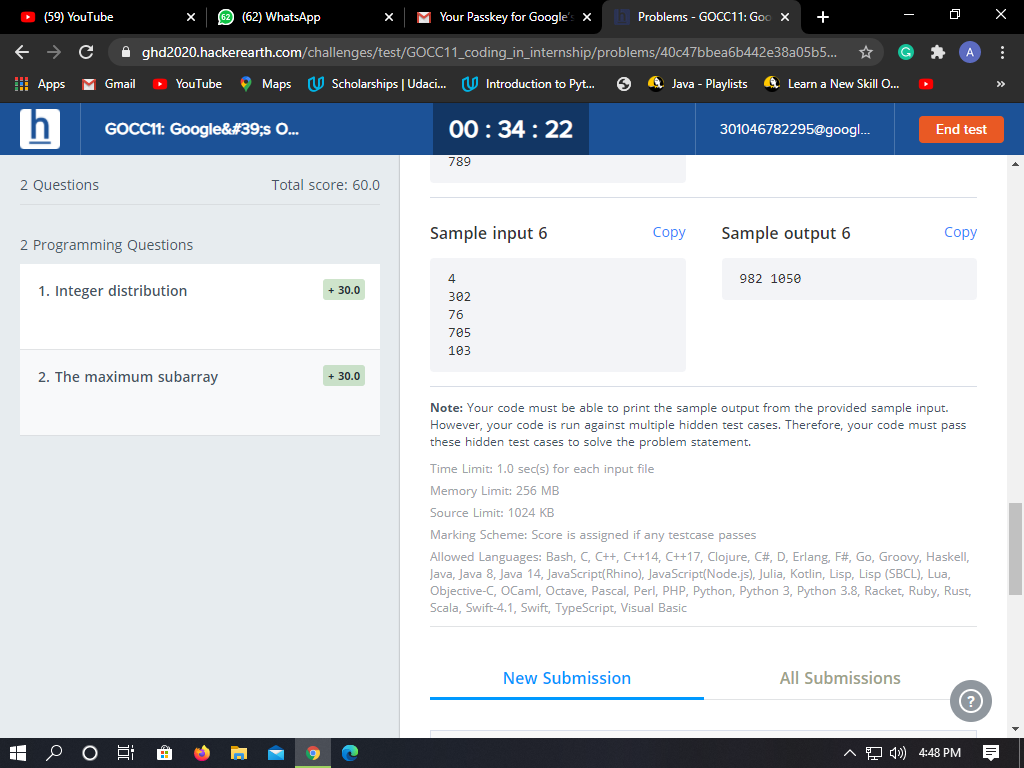 (59) YouTube
(62) WhatsApp
Your Passkey for Google'
Problems - GOCC11: Goo
ghd2020.hackerearth.com/challenges/test/GOCC11_coding_in_internship/problems/40c47bbea6b442e38a05b5...
A
Apps
Gmail
YouTube
Maps
Scholarships | Udaci...
Introduction to Pyt...
Java - Playlists
Learn a New Skill O...
»
h
GOCC11: Google&#39;s O...
00 : 34 : 22
301046782295@googl...
End test
2 Questions
Total score: 60.0
2 Programming Questions
1. Integer distribution
+ 30.0
2. The maximum subarray
+ 30.0
789
Sample input 6
Copy
4
302
76
705
103
Sample output 6
Copy
982 1050
Note: Your code must be able to print the sample output from the provided sample input.
However, your code is run against multiple hidden test cases. Therefore, your code must pass
these hidden test cases to solve the problem statement.
Time Limit: 1.0 sec(s) for each input file
Memory Limit: 256 MB
Source Limit: 1024 KB
Marking Scheme: Score is assigned if any testcase passes
Allowed Languages: Bash, C, C++, C++14, C++17, Clojure, C#, D, Erlang, F#, Go, Groovy, Haskell,
Java, Java 8, Java 14, JavaScript(Rhino), JavaScript(Node.js), Julia, Kotlin, Lisp, Lisp (SBCL), Lua,
Objective-C, OCaml, Octave, Pascal, Perl, PHP, Python, Python 3, Python 3.8, Racket, Ruby, Rust,
Scala, Swift-4.1, Swift, TypeScript, Visual Basic
New Submission
All Submissions
?
4:48 PM